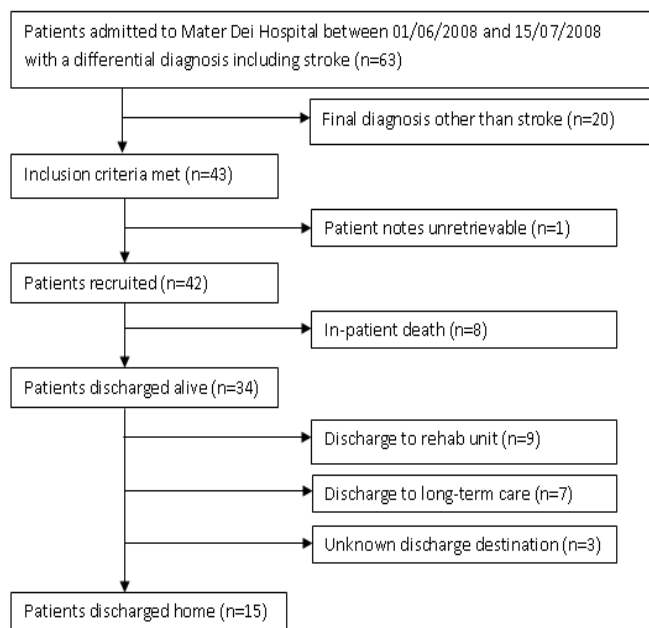 Patients admitted to Mater Dei Hospital between 01/06/2008 and 15/07/2008
with a differential diagnosis including stroke (n=63)
Final diagnosis other than stroke (n=20)
Inclusion criteria met (n=43)
Patient notes unretrievable (n=1)
Patients recruited (n=42)
In-patient death (n=8)
Patients discharged alive (n=34)
Discharge to rehab unit (n=9)
Discharge to long-term care (n=7)
Unknown discharge destination (n=3)
Patients discharged home (n=15)